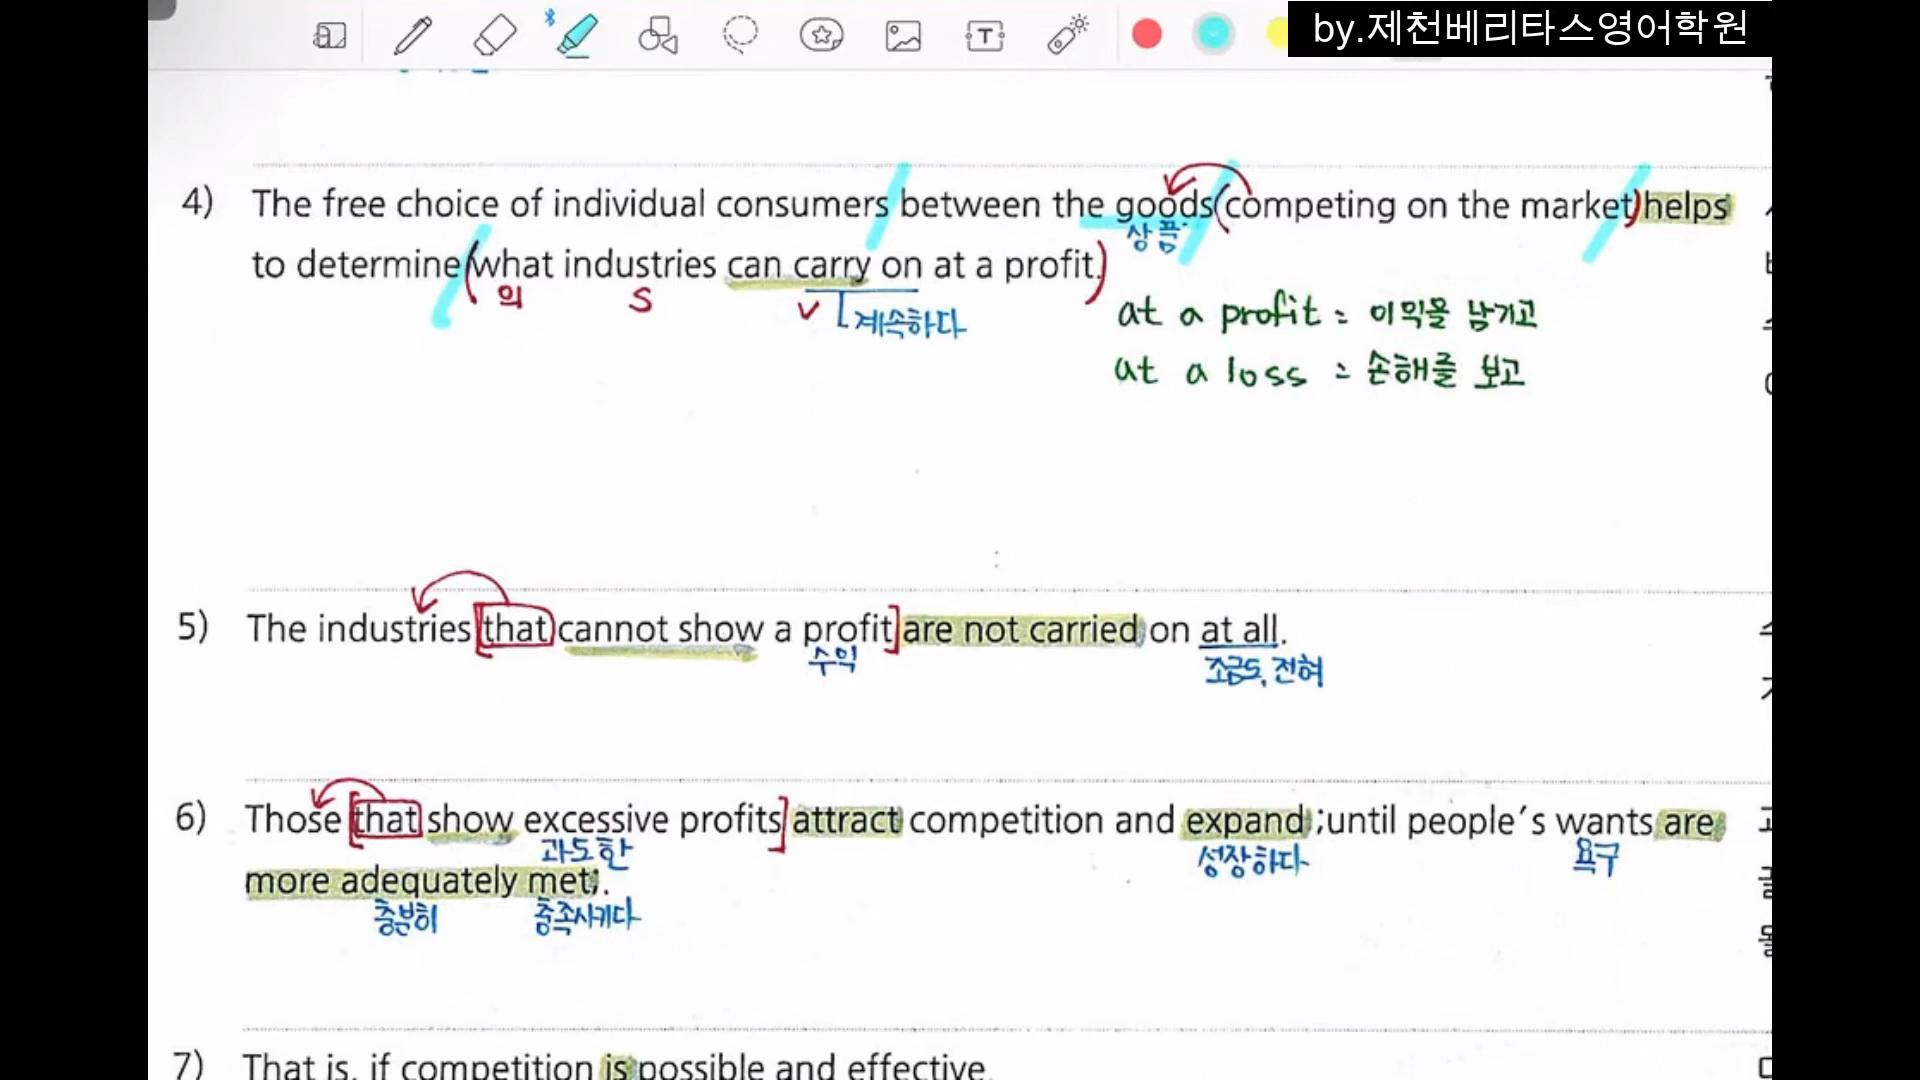 by.제천베리타스영어학원
4) The free choice of individual consumers between the goods(competing on the market)helps
상품
to determine(what industries can carry on at a profit.)
의 S V 계속하다
at a profit = 이익을 남기고
at a loss = 손해를 보고
5) The industries [that cannot show a profit] are not carried on at all.
수익 조금도, 전혀
6) Those [that show excessive profits] attract competition and expand ;until people's wants are
과도한 성장하다 욕구
more adequately met;.
충분히 충족시키다
7) That is, if competition is possible and effective,